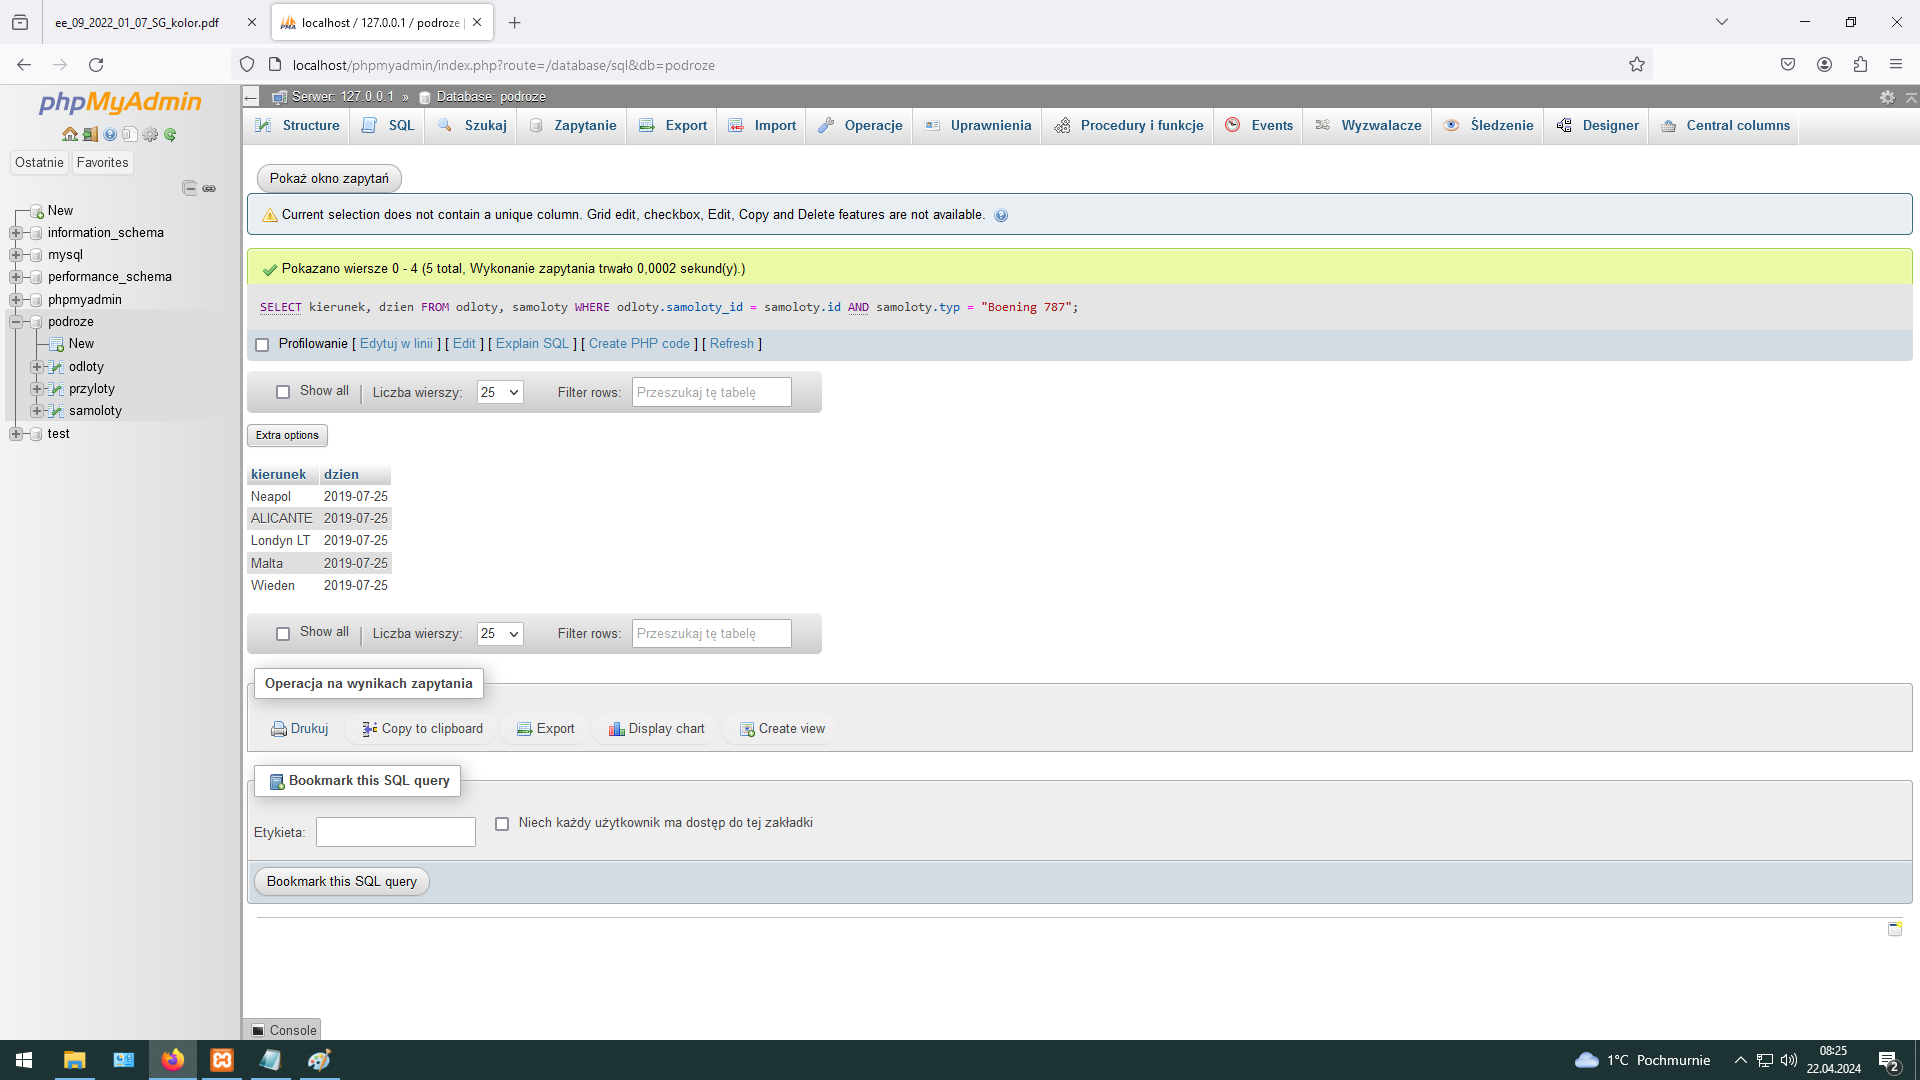 ee_09_2022_01_07_SG_kolor.pdf
localhost / 127.0.0.1 / podroze |
localhost/phpmyadmin/index.php?route=/database/sql&db=podroze
phpMyAdmin
Serwer: 127.0.0.1 » Database: podroze
Structure SQL Szukaj Zapytanie Export Import Operacje Uprawnienia Procedury i funkcje Events Wyzwalacze Śledzenie Designer Central columns
Ostatnie Favorites
New
information_schema
mysql
performance_schema
phpmyadmin
podroze
New
odloty
przyloty
samoloty
test
Pokaż okno zapytań
Current selection does not contain a unique column. Grid edit, checkbox, Edit, Copy and Delete features are not available.
Pokazano wiersze 0 - 4 (5 total, Wykonanie zapytania trwało 0,0002 sekund(y).)
SELECT kierunek, dzien FROM odloty, samoloty WHERE odloty.samoloty_id = samoloty.id AND samoloty.typ = "Boening 787";
Profilowanie [ Edytuj w linii ] [ Edit ] [ Explain SQL ] [ Create PHP code ] [ Refresh ]
Show all | Liczba wierszy: 25 Filter rows: Przeszukaj tę tabelę
Extra options
kierunek dzien
Neapol 2019-07-25
ALICANTE 2019-07-25
Londyn LT 2019-07-25
Malta 2019-07-25
Wieden 2019-07-25
Show all | Liczba wierszy: 25 Filter rows: Przeszukaj tę tabelę
Operacja na wynikach zapytania
Drukuj Copy to clipboard Export Display chart Create view
Bookmark this SQL query
Etykieta: Niech każdy użytkownik ma dostęp do tej zakładki
Bookmark this SQL query
Console
1°C Pochmurnie
08:25
22.04.2024
2